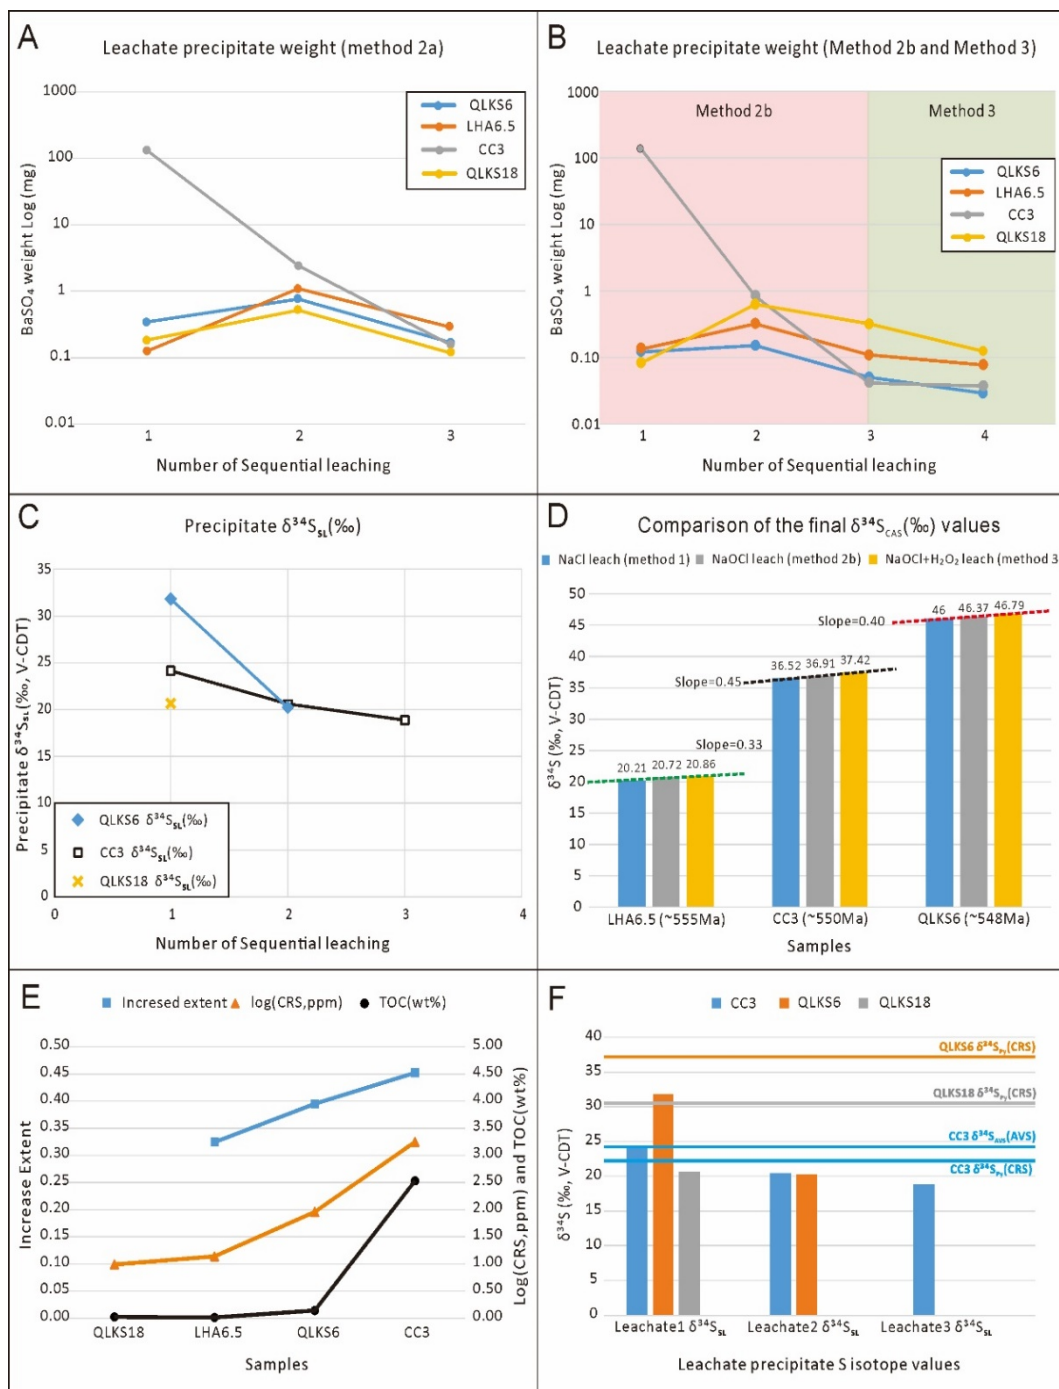 A
Leachate precipitate weight (method 2a)
1000
100
10
1
0.1
0.01
BaSO₄ weight Log (mg)
QLKS6
LHA6.5
CC3
QLKS18
1 2 3
Number of Sequential leaching
B
Leachate precipitate weight (Method 2b and Method 3)
Method 2b
Method 3
1000
100
10
1
0.10
0.01
BaSO₄ weight Log (mg)
QLKS6
LHA6.5
CC3
QLKS18
1 2 3 4
Number of Sequential leaching
C
Precipitate δ³⁴S_SL(‰)
35
30
25
20
15
10
5
0
Precipitate δ³⁴S_SL(‰, V-CDT)
QLKS6 δ³⁴S_SL(‰)
CC3 δ³⁴S_SL(‰)
QLKS18 δ³⁴S_SL(‰)
0 1 2 3 4
Number of Sequential leaching
D
Comparison of the final δ³⁴S_CAS(‰) values
NaCl leach (method 1) NaOCl leach (method 2b) NaOCl+H₂O₂ leach (method 3
50
45
40
35
30
25
20
15
10
5
0
δ³⁴S (‰, V-CDT)
Slope=0.40
46 46.37 46.79
Slope=0.45
36.52 36.91 37.42
Slope=0.33
20.21 20.72 20.86
LHA6.5 (~555Ma) CC3 (~550Ma) QLKS6 (~548Ma)
Samples
E
Incresed extent log(CRS,ppm) TOC(wt%)
0.50
0.45
0.40
0.35
0.30
0.25
0.20
0.15
0.10
0.05
0.00
Increase Extent
5.00
4.50
4.00
3.50
3.00
2.50
2.00
1.50
1.00
0.50
0.00
Log(CRS,ppm) and TOC(wt%)
QLKS18 LHA6.5 QLKS6 CC3
Samples
F
CC3 QLKS6 QLKS18
40
35
30
25
20
15
10
5
0
δ³⁴S (‰, V-CDT)
QLKS6 δ³⁴S_Py(CRS)
QLKS18 δ³⁴S_Py(CRS)
CC3 δ³⁴S_AVS(AVS)
CC3 δ³⁴S_Py(CRS)
Leachate1 δ³⁴S_SL Leachate2 δ³⁴S_SL Leachate3 δ³⁴S_SL
Leachate precipitate S isotope values